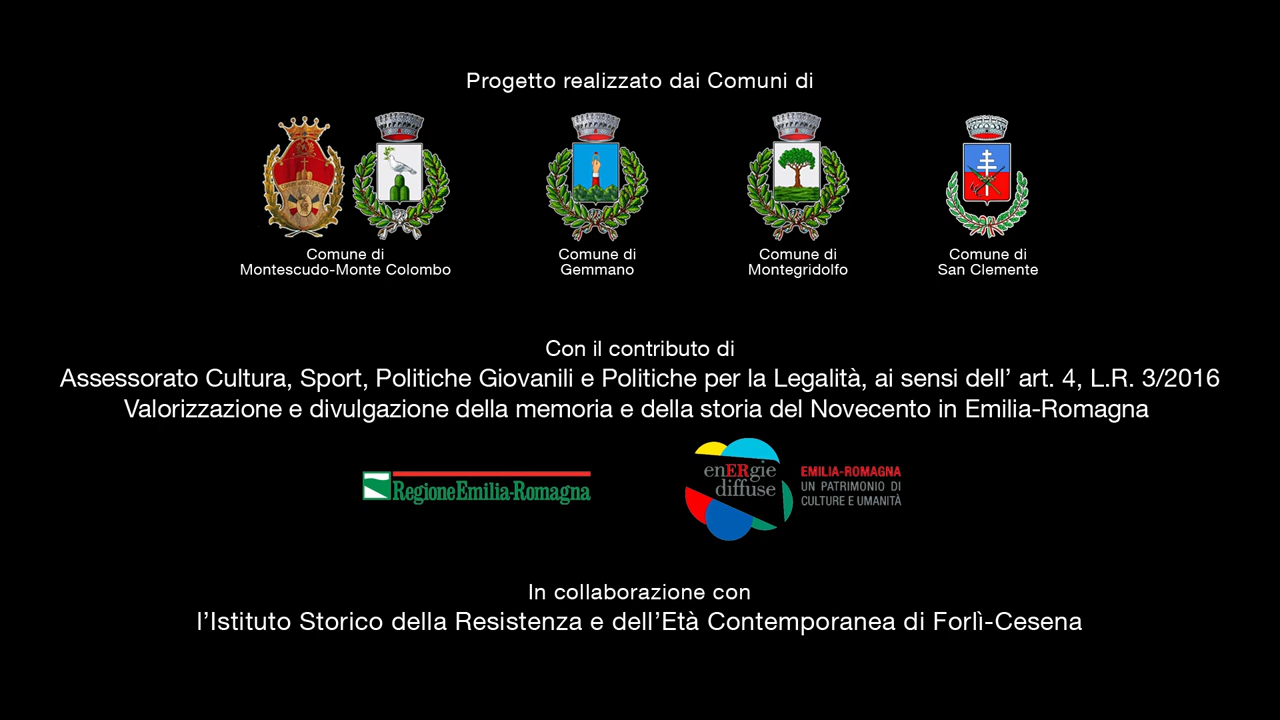 Progetto realizzato dai Comuni di
Comune di
Montescudo-Monte Colombo
Comune di
Gemmano
Comune di
Montegridolfo
Comune di
San Clemente
Con il contributo di
Assessorato Cultura, Sport, Politiche Giovanili e Politiche per la Legalità, ai sensi dell’ art. 4, L.R. 3/2016
Valorizzazione e divulgazione della memoria e della storia del Novecento in Emilia-Romagna
RegioneEmilia-Romagna
enERgie
diffuse
EMILIA-ROMAGNA
UN PATRIMONIO DI
CULTURE E UMANITÀ
In collaborazione con
l’Istituto Storico della Resistenza e dell’Età Contemporanea di Forlì-Cesena